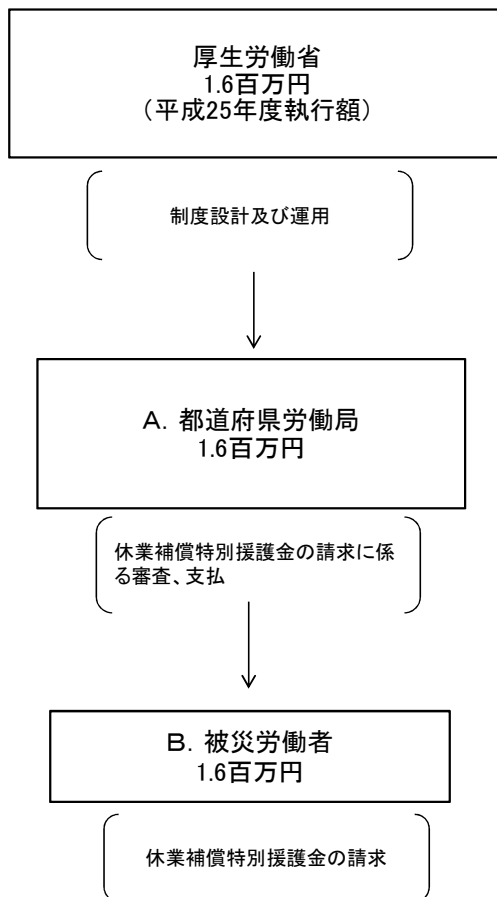 厚生労働省
1.6百万円
（平成25年度執行額）
制度設計及び運用
A．都道府県労働局
1.6百万円
休業補償特別援護金の請求に係
る審査、支払
B．被災労働者
1.6百万円
休業補償特別援護金の請求